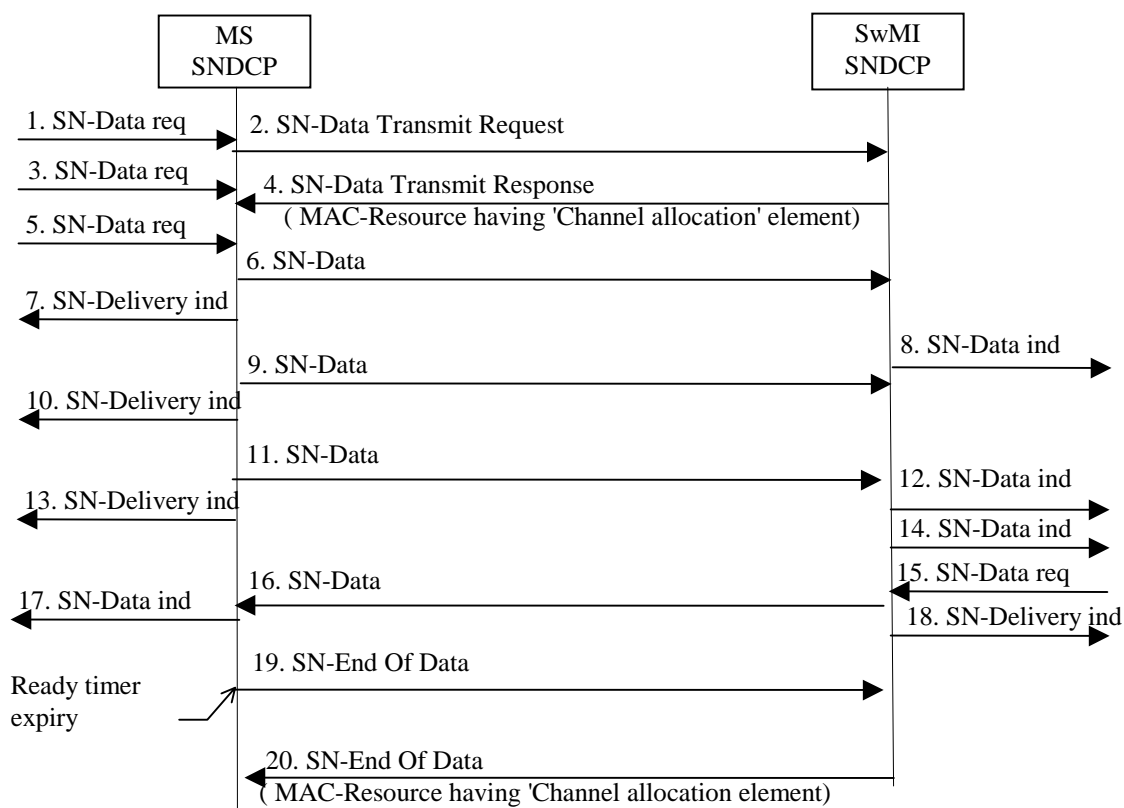 MS
SNDCP
SwMI
SNDCP
1. SN-Data req
2. SN-Data Transmit Request
3. SN-Data req
4. SN-Data Transmit Response
( MAC-Resource having 'Channel allocation' element)
5. SN-Data req
6. SN-Data
7. SN-Delivery ind
8. SN-Data ind
9. SN-Data
10. SN-Delivery ind
11. SN-Data
12. SN-Data ind
13. SN-Delivery ind
14. SN-Data ind
15. SN-Data req
16. SN-Data
17. SN-Data ind
18. SN-Delivery ind
19. SN-End Of Data
Ready timer
expiry
20. SN-End Of Data
( MAC-Resource having 'Channel allocation element)